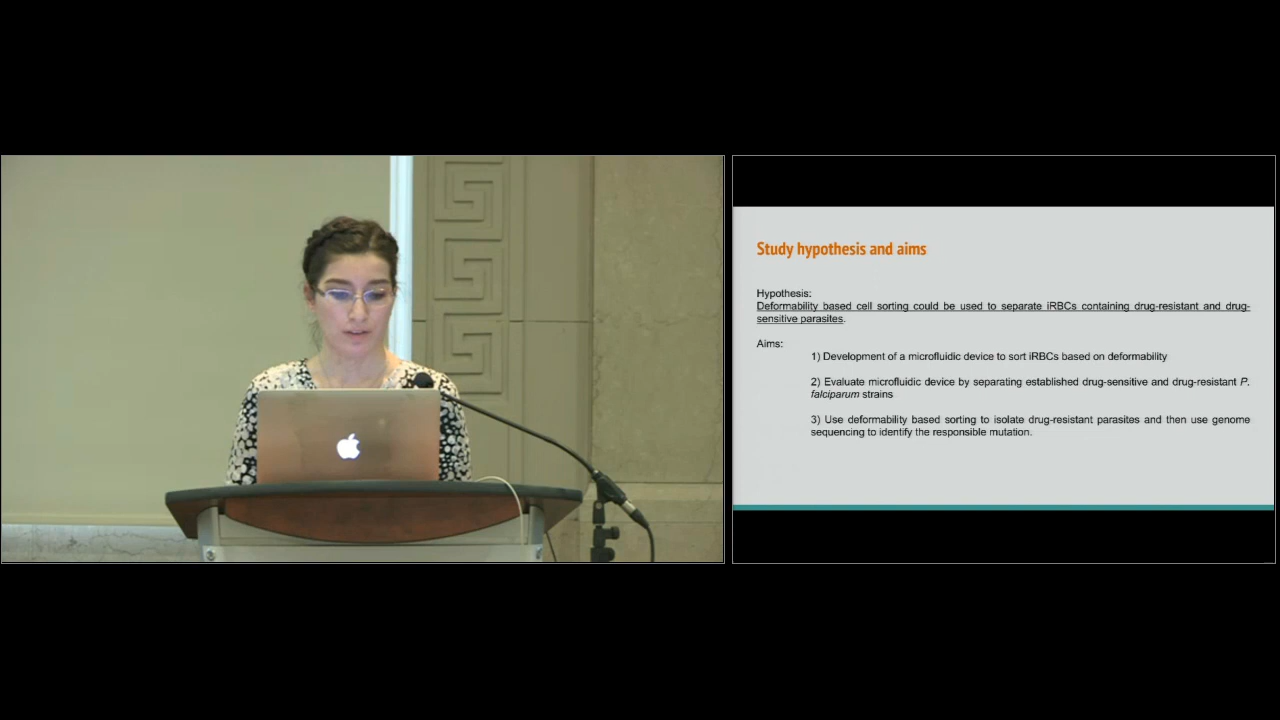 Study hypothesis and aims
Hypothesis:
Deformability based cell sorting could be used to separate iRBCs containing drug-resistant and drug-
sensitive parasites.
Aims:
1) Development of a microfluidic device to sort iRBCs based on deformability
2) Evaluate microfluidic device by separating established drug-sensitive and drug-resistant P.
falciparum strains
3) Use deformability based sorting to isolate drug-resistant parasites and then use genome
sequencing to identify the responsible mutation.